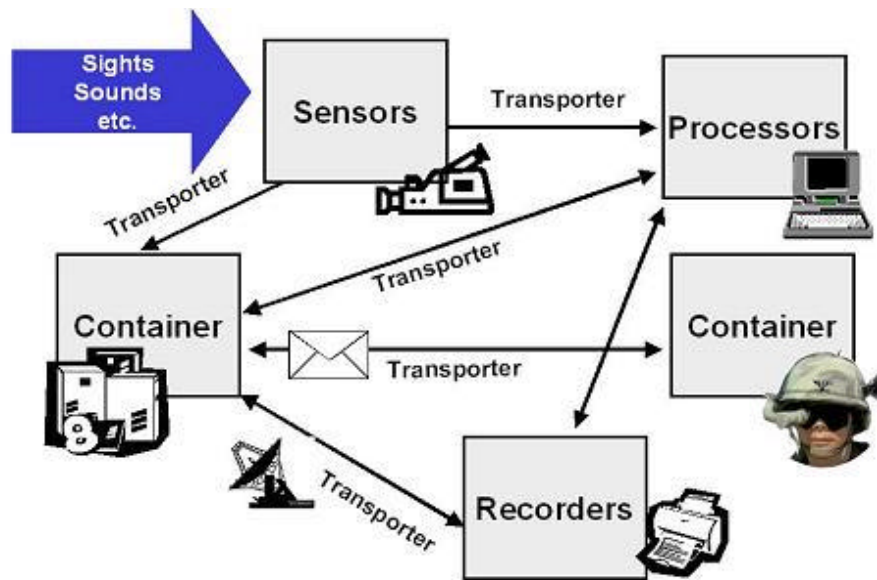 Sights
Sounds
etc.
Sensors
Transporter
Processors
Transporter
Transporter
Container
Container
Transporter
Transporter
Recorders